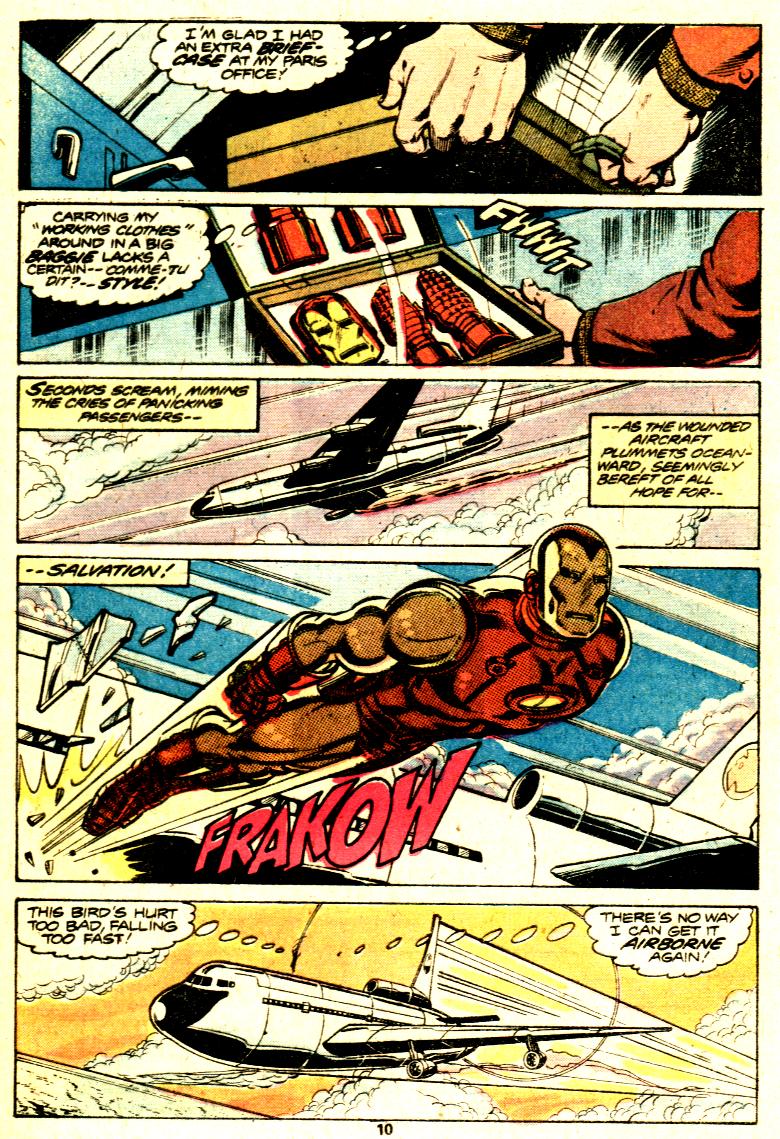 I'M GLAD I HAD
AN EXTRA BRIEF-
CASE AT MY PARIS
OFFICE!
CARRYING MY
"WORKING CLOTHES"
AROUND IN A BIG
BAGGIE LACKS A
CERTAIN--COMME-TU
DIT?--STYLE!
FWWIT
SECONDS SCREAM, MIMING
THE CRIES OF PANICKING
PASSENGERS--
--AS THE WOUNDED
AIRCRAFT
PLUMMETS OCEAN-
WARD, SEEMINGLY
BEREFT OF ALL
HOPE FOR--
--SALVATION!
FRAKOW
THIS BIRD'S HURT
TOO BAD, FALLING
TOO FAST!
THERE'S NO WAY
I CAN GET IT
AIRBORNE
AGAIN!
10